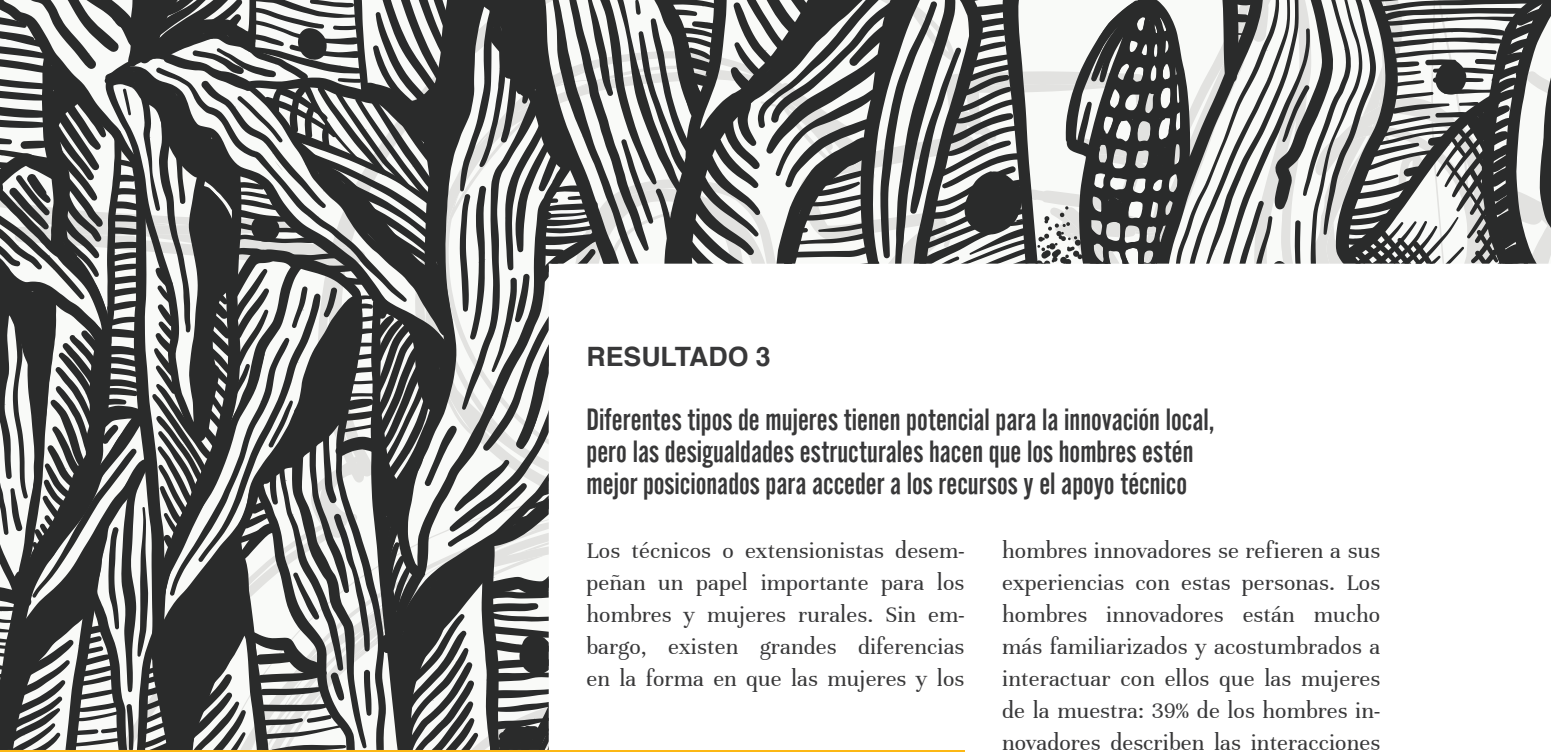 RESULTADO 3
Diferentes tipos de mujeres tienen potencial para la innovación local,
pero las desigualdades estructurales hacen que los hombres estén
mejor posicionados para acceder a los recursos y el apoyo técnico
Los técnicos o extensionistas desem-
peñan un papel importante para los
hombres y mujeres rurales. Sin em-
bargo, existen grandes diferencias
en la forma en que las mujeres y los
hombres innovadores se refieren a sus
experiencias con estas personas. Los
hombres innovadores están mucho
más familiarizados y acostumbrados a
interactuar con ellos que las mujeres
de la muestra: 39% de los hombres in-
novadores describen las interacciones